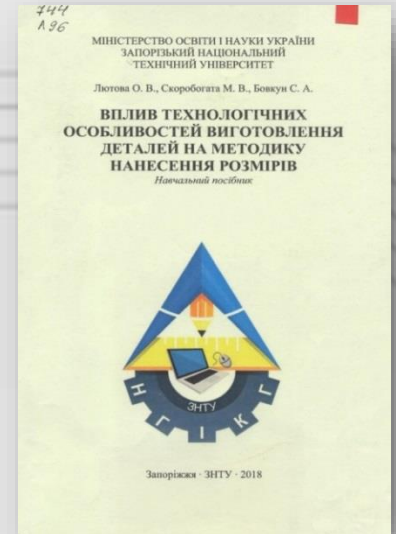 744
Л96
МІНІСТЕРСТВО ОСВІТИ І НАУКИ УКРАЇНИ
ЗАПОРІЗЬКИЙ НАЦІОНАЛЬНИЙ
ТЕХНІЧНИЙ УНІВЕРСИТЕТ
Лютова О. В., Скоробогата М. В., Бовкун С. А.
ВПЛИВ ТЕХНОЛОГІЧНИХ
ОСОБЛИВОСТЕЙ ВИГОТОВЛЕННЯ
ДЕТАЛЕЙ НА МЕТОДИКУ
НАНЕСЕННЯ РОЗМІРІВ
Навчальний посібник
ЗНТУ
НГІКГ
Запоріжжя · ЗНТУ · 2018